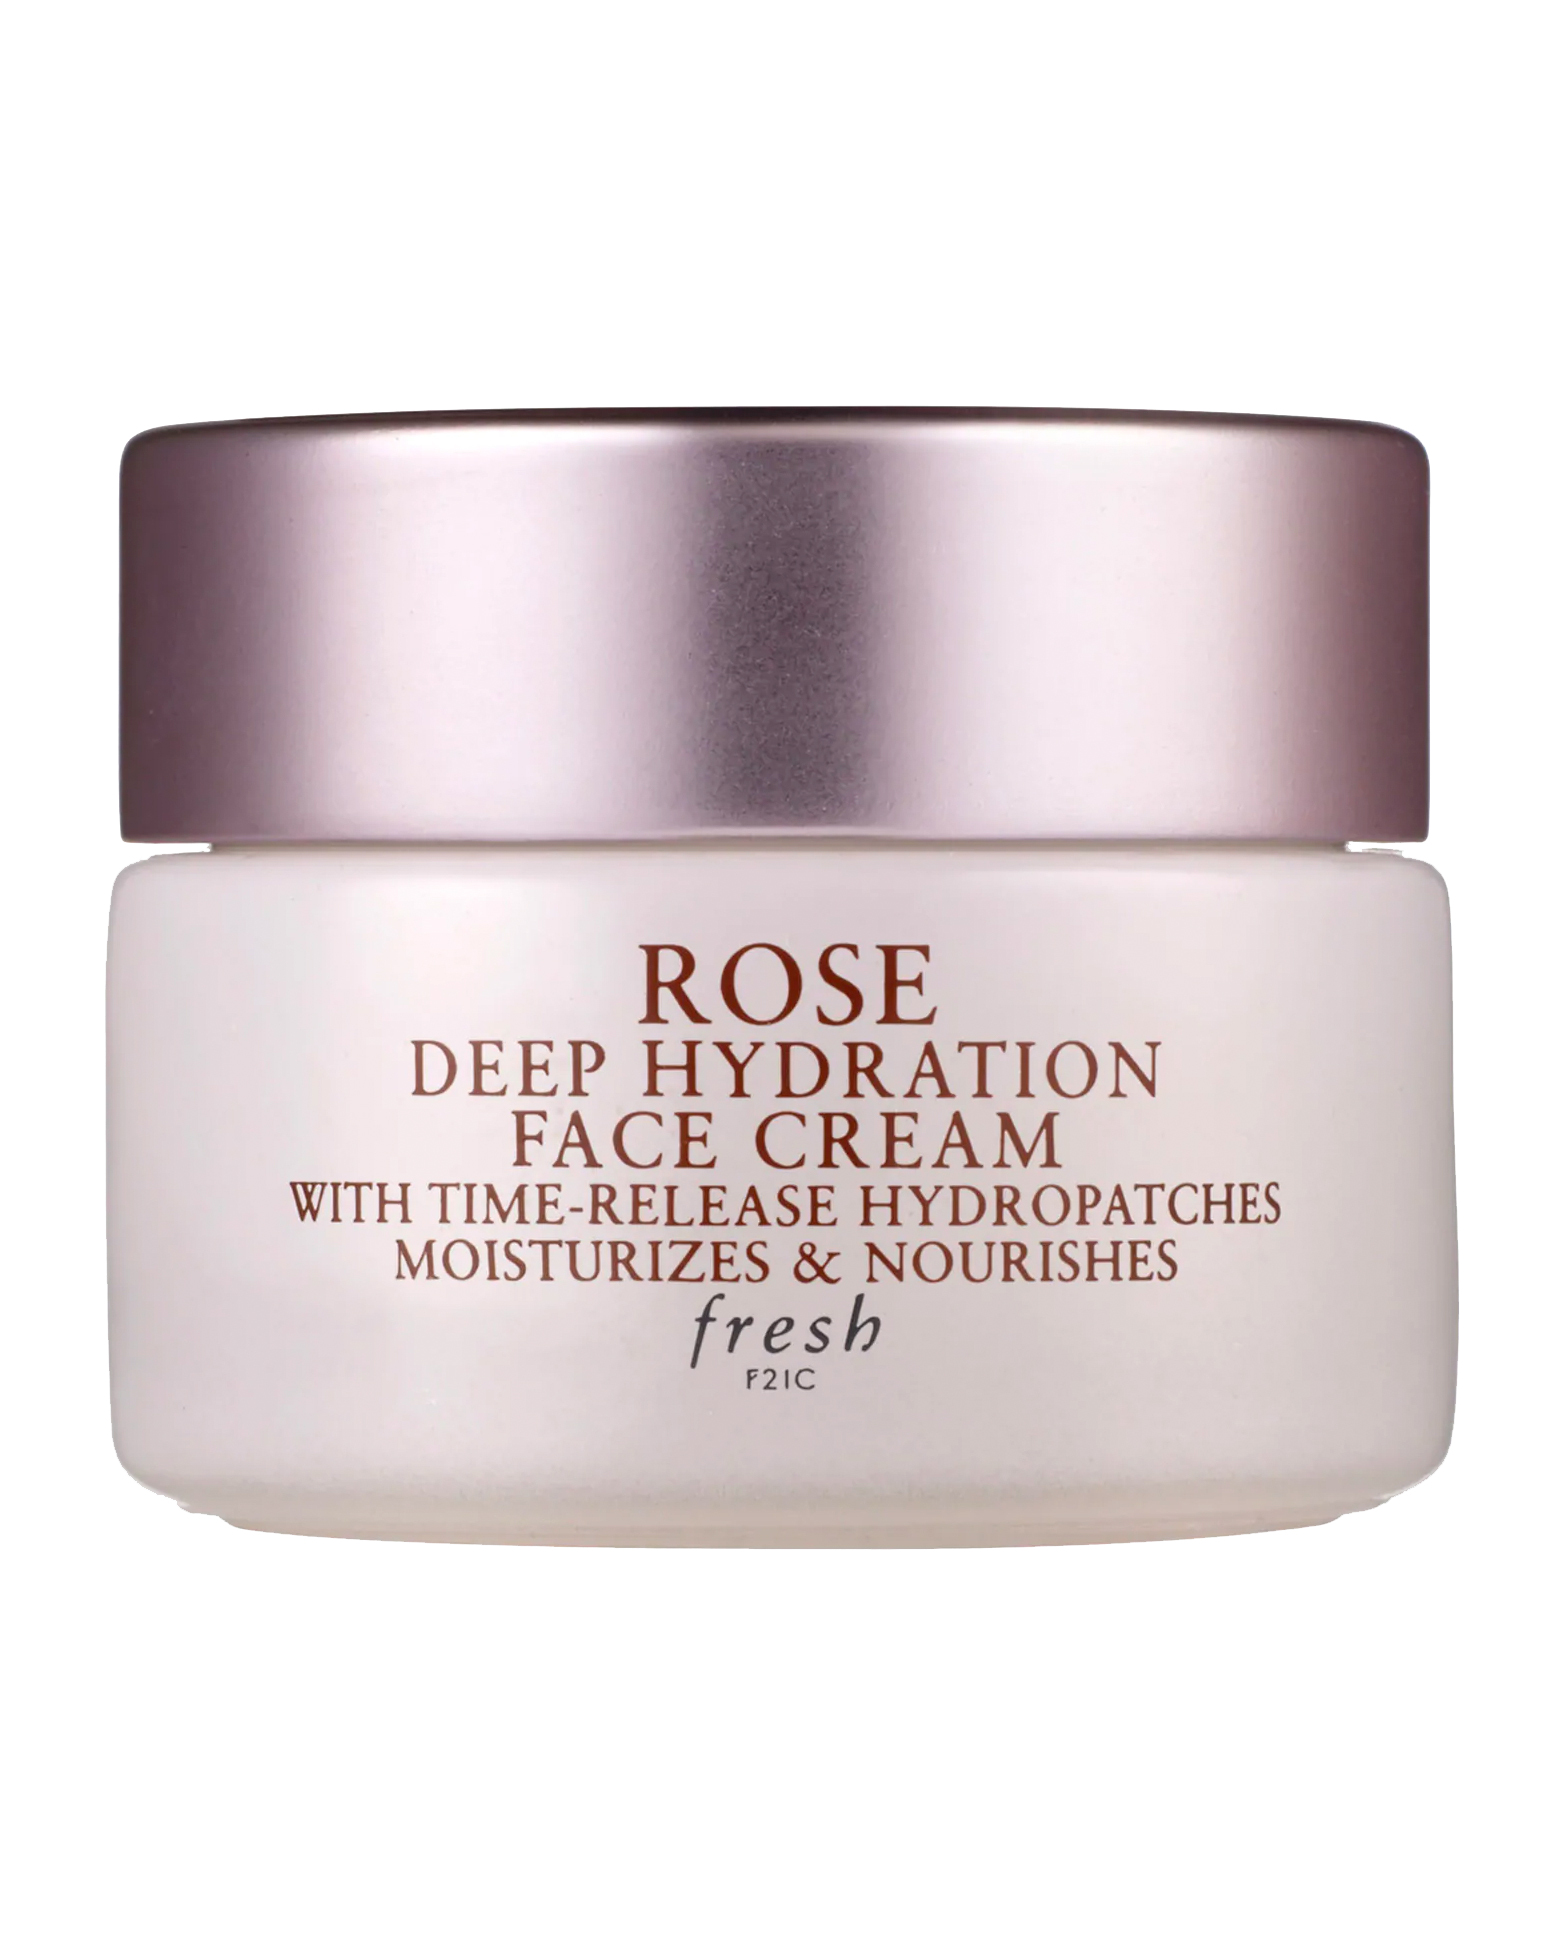 ROSE
DEEP HYDRATION
FACE CREAM
WITH TIME-RELEASE HYDROPATCHES
MOISTURIZES & NOURISHES
fresh
F21C